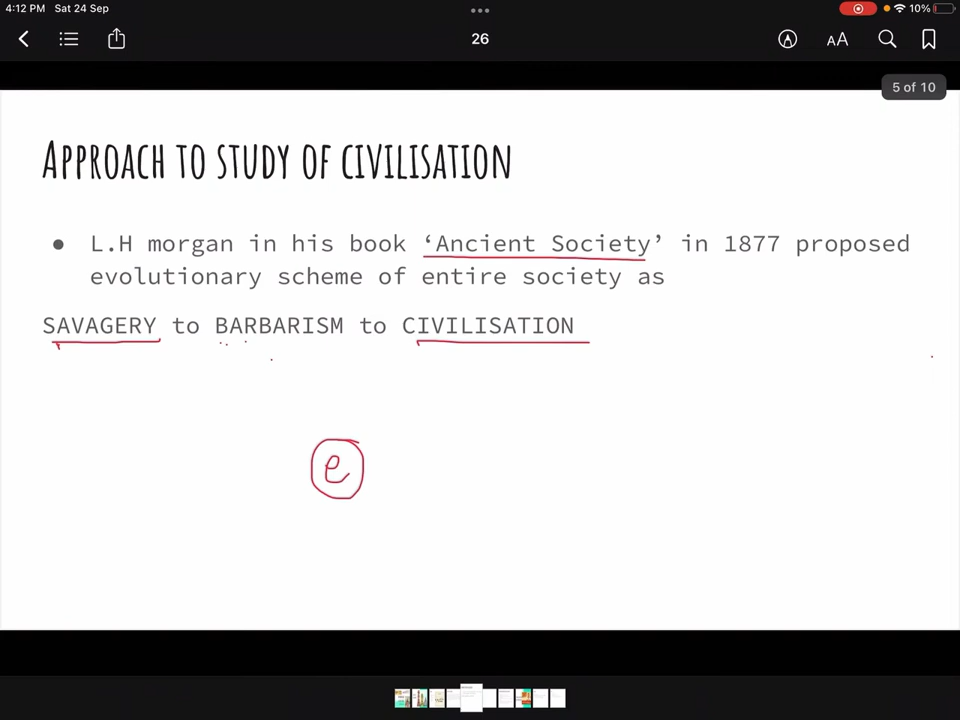 4:12 PM Sat 24 Sep
10%
26
AA
5 of 10
APPROACH TO STUDY OF CIVILISATION
● L.H morgan in his book ‘Ancient Society’ in 1877 proposed
evolutionary scheme of entire society as
SAVAGERY to BARBARISM to CIVILISATION
e